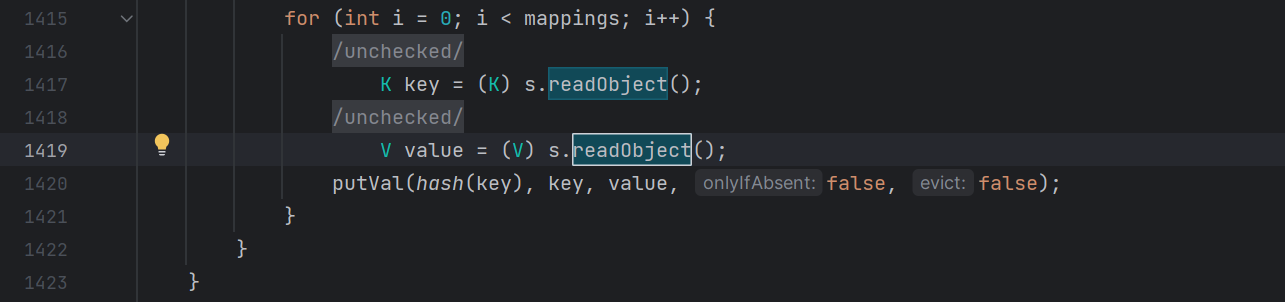 1415 for (int i = 0; i < mappings; i++) {
1416 /unchecked/
1417 K key = (K) s.readObject();
1418 /unchecked/
1419 V value = (V) s.readObject();
1420 putVal(hash(key), key, value, onlyIfAbsent: false, evict: false);
1421 }
1422 }
1423 }